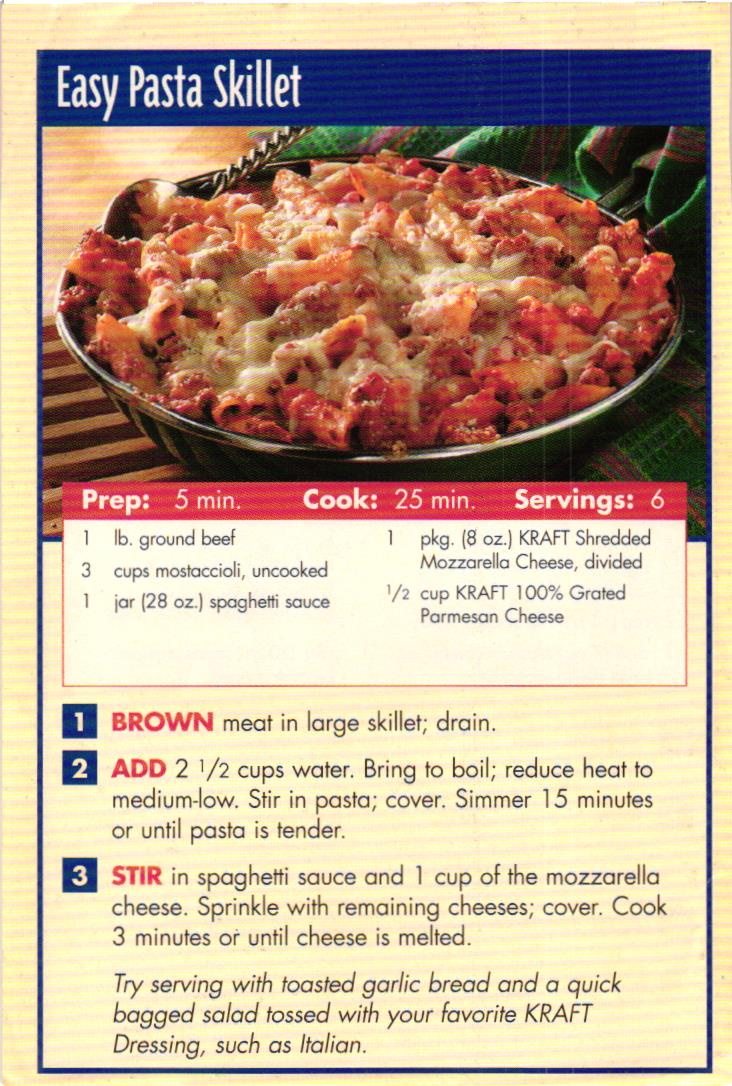 Easy Pasta Skillet
Prep: 5 min. Cook: 25 min. Servings: 6
1 lb. ground beef
3 cups mostaccioli, uncooked
1 jar (28 oz.) spaghetti sauce
1 pkg. (8 oz.) KRAFT Shredded
Mozzarella Cheese, divided
1/2 cup KRAFT 100% Grated
Parmesan Cheese
1 BROWN meat in large skillet; drain.
2 ADD 2 1/2 cups water. Bring to boil; reduce heat to
medium-low. Stir in pasta; cover. Simmer 15 minutes
or until pasta is tender.
3 STIR in spaghetti sauce and 1 cup of the mozzarella
cheese. Sprinkle with remaining cheeses; cover. Cook
3 minutes or until cheese is melted.
Try serving with toasted garlic bread and a quick
bagged salad tossed with your favorite KRAFT
Dressing, such as Italian.